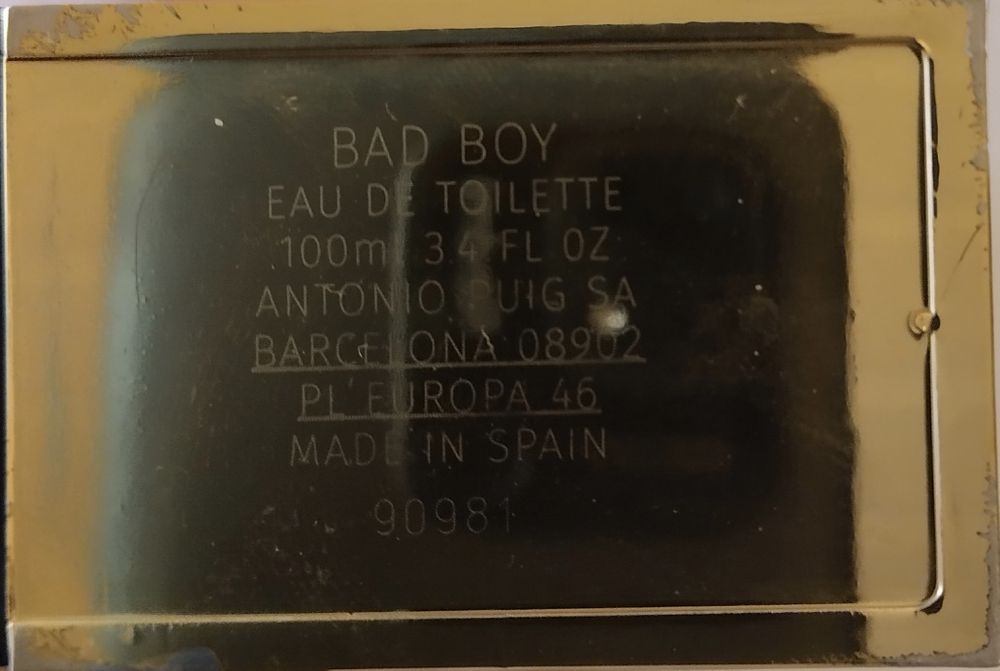 BAD BOY
EAU DE TOILETTE
100ml 3.4 FL OZ
ANTONIO PUIG SA
BARCELONA 08902
PL EUROPA 46
MADE IN SPAIN
90981